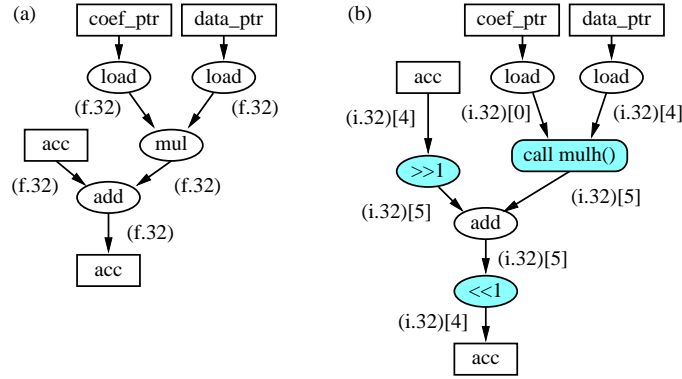 (a)
coef_ptr data_ptr
load load
(f.32) (f.32)
acc mul
(f.32) (f.32)
add
(f.32)
acc
(b)
coef_ptr data_ptr
acc load load
(i.32)[4] (i.32)[0] (i.32)[4]
>>1 call mulh()
(i.32)[5] (i.32)[5]
add
(i.32)[5]
<<1
(i.32)[4]
acc